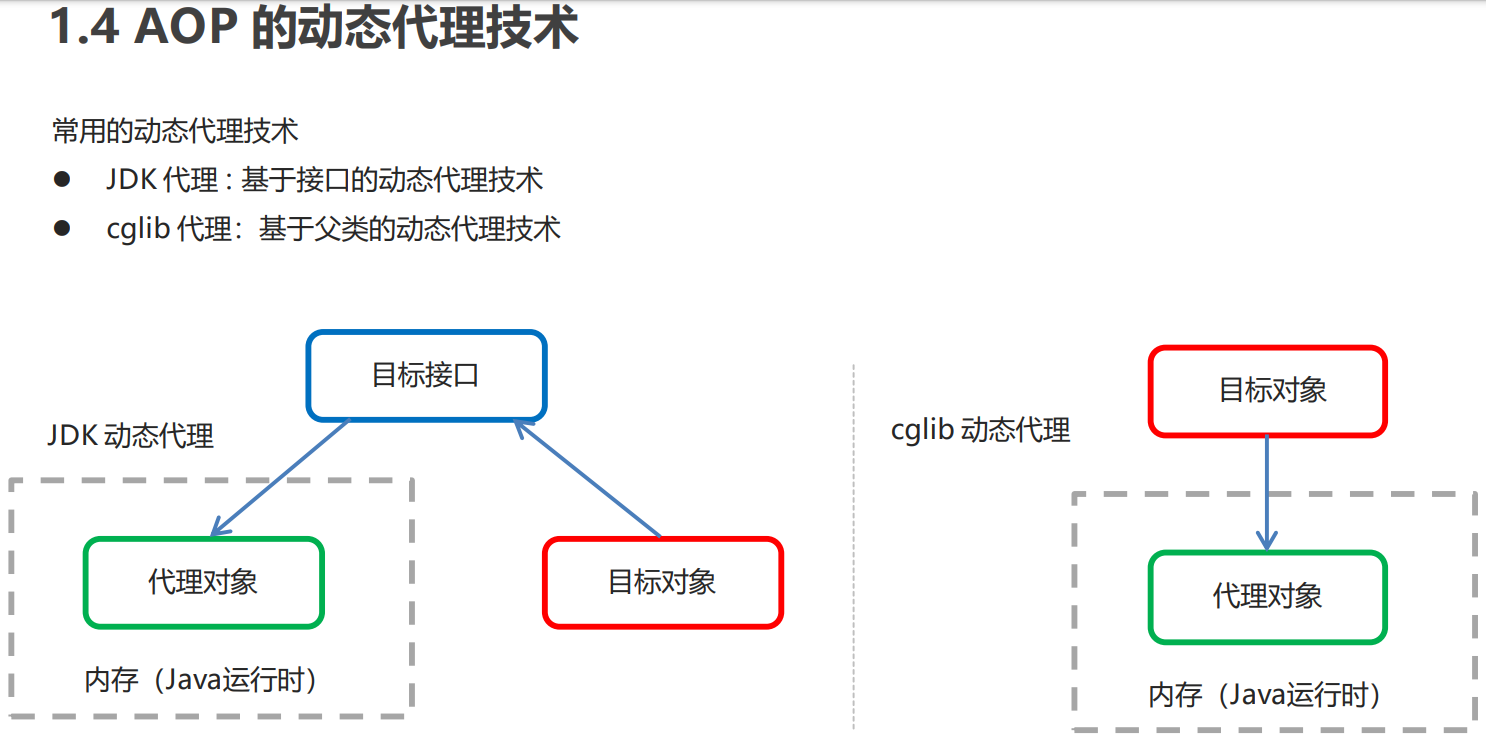 1.4 AOP 的动态代理技术
常用的动态代理技术
● JDK 代理 : 基于接口的动态代理技术
● cglib 代理：基于父类的动态代理技术
目标接口
JDK 动态代理
代理对象
目标对象
内存（Java运行时）
目标对象
cglib 动态代理
代理对象
内存（Java运行时）